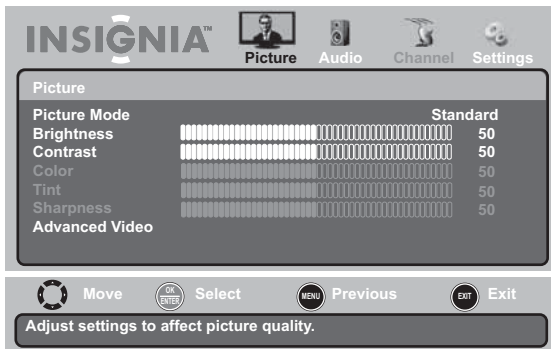 INSIGNIA™
Picture Audio Channel Settings
Picture
Picture Mode Standard
Brightness 50
Contrast 50
Color 50
Tint 50
Sharpness 50
Advanced Video
Move OK ENTER Select MENU Previous EXIT Exit
Adjust settings to affect picture quality.